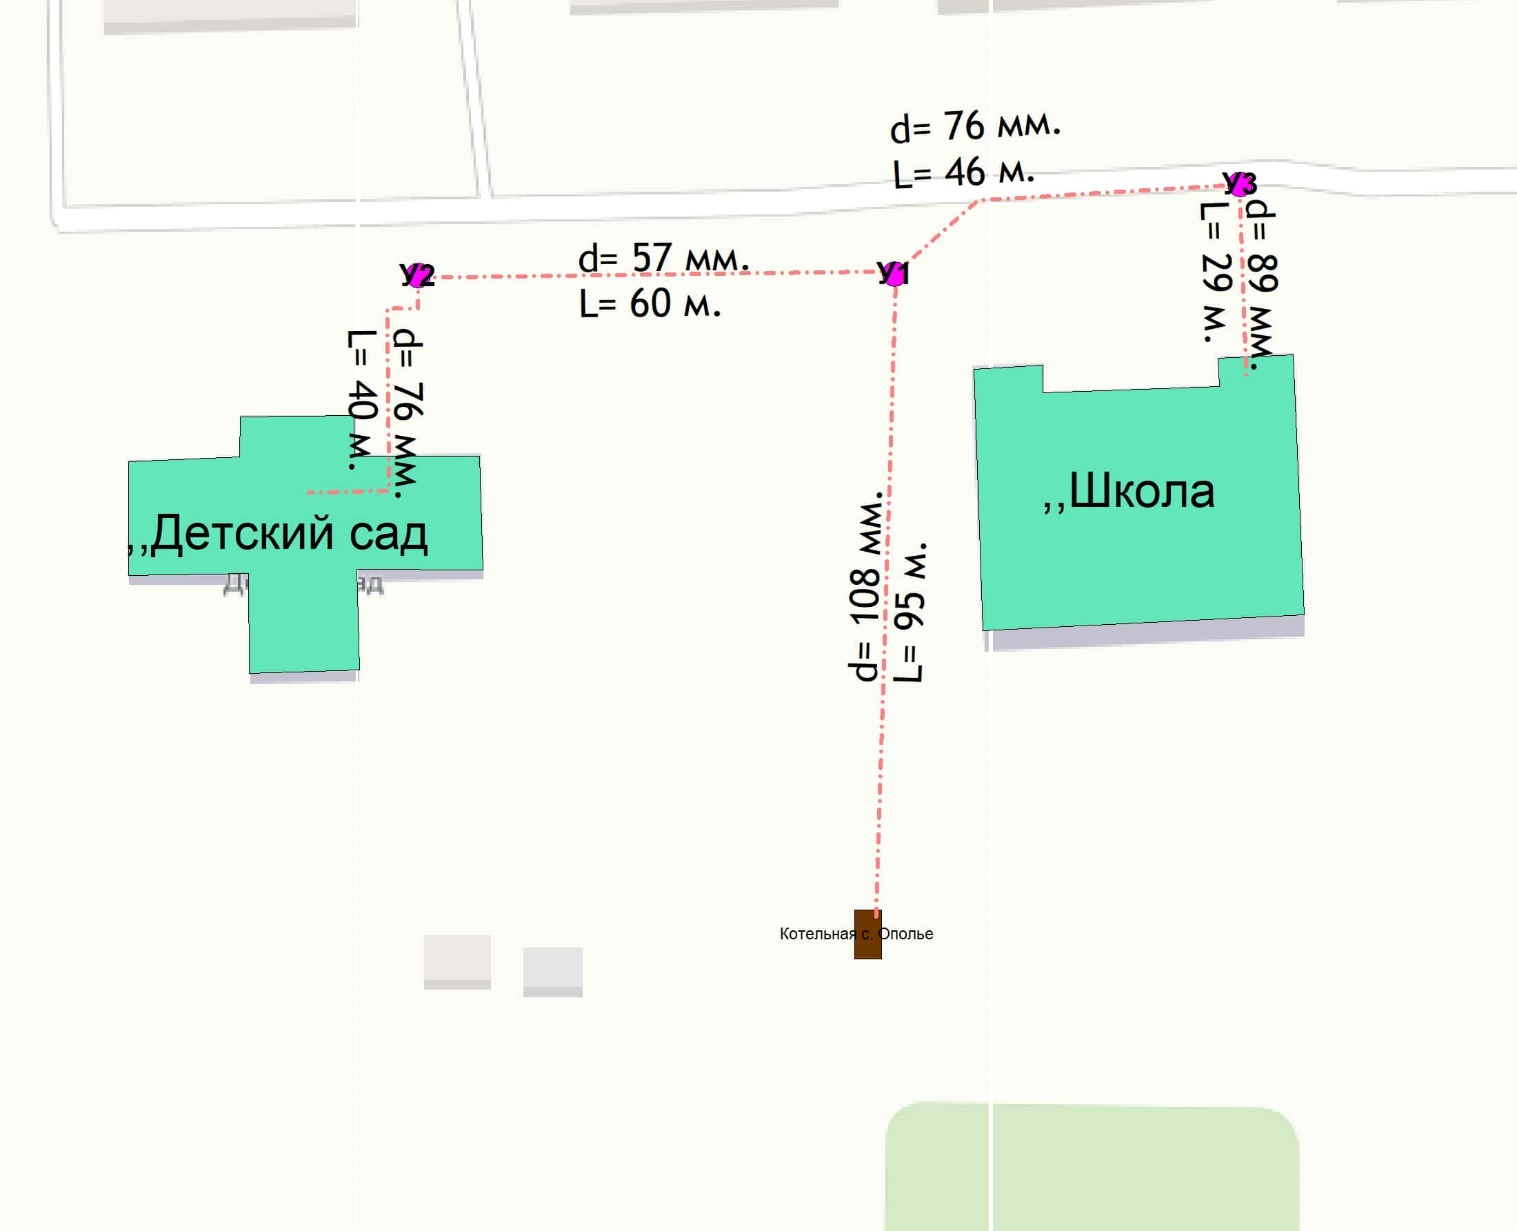 d= 76 мм.
L= 46 м.
У3
d= 57 мм.
L= 60 м.
У2
У1
d= 89 мм.
L= 29 м.
d= 76 мм.
L= 40 м.
,,Школа
,,Детский сад
d= 108 мм.
L= 95 м.
Котельная с. Ополье